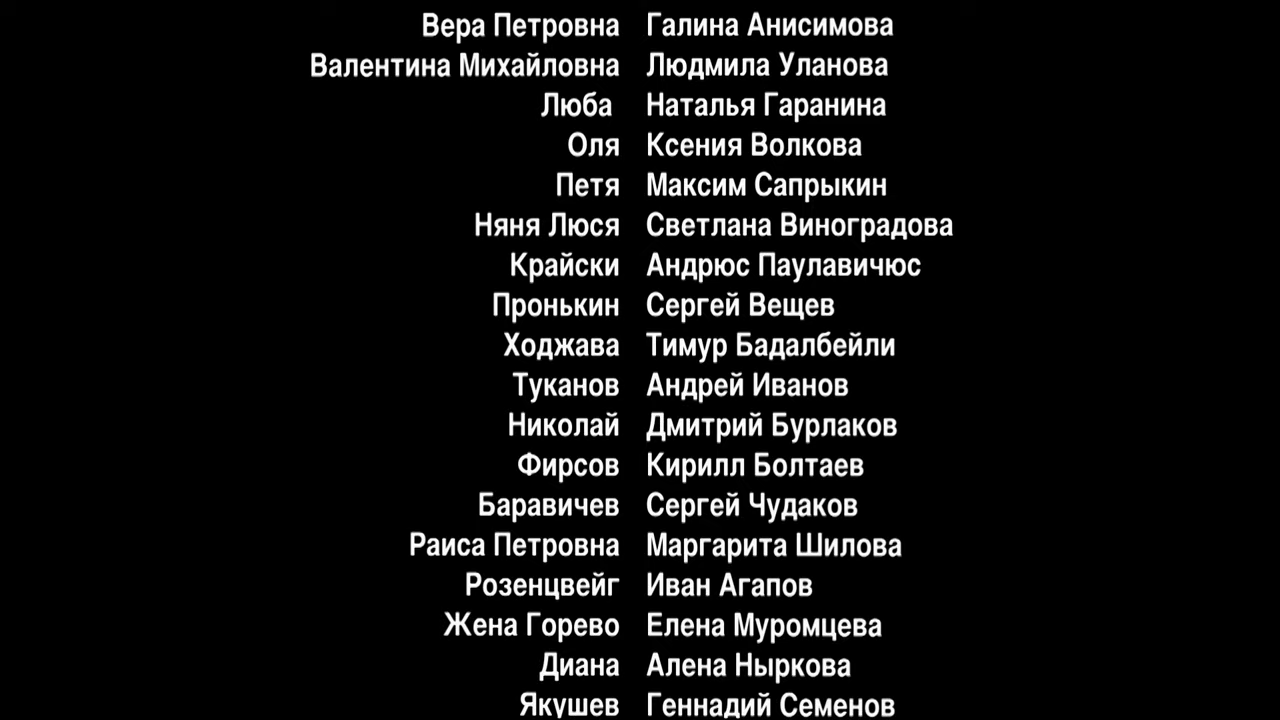 Вера Петровна Галина Анисимова
Валентина Михайловна Людмила Уланова
Люба Наталья Гаранина
Оля Ксения Волкова
Петя Максим Сапрыкин
Няня Люся Светлана Виноградова
Крайски Андрюс Паулавичюс
Пронькин Сергей Вещев
Ходжава Тимур Бадалбейли
Туканов Андрей Иванов
Николай Дмитрий Бурлаков
Фирсов Кирилл Болтаев
Баравичев Сергей Чудаков
Раиса Петровна Маргарита Шилова
Розенцвейг Иван Агапов
Жена Горево Елена Муромцева
Диана Алена Ныркова
Якушев Геннадий Семенов